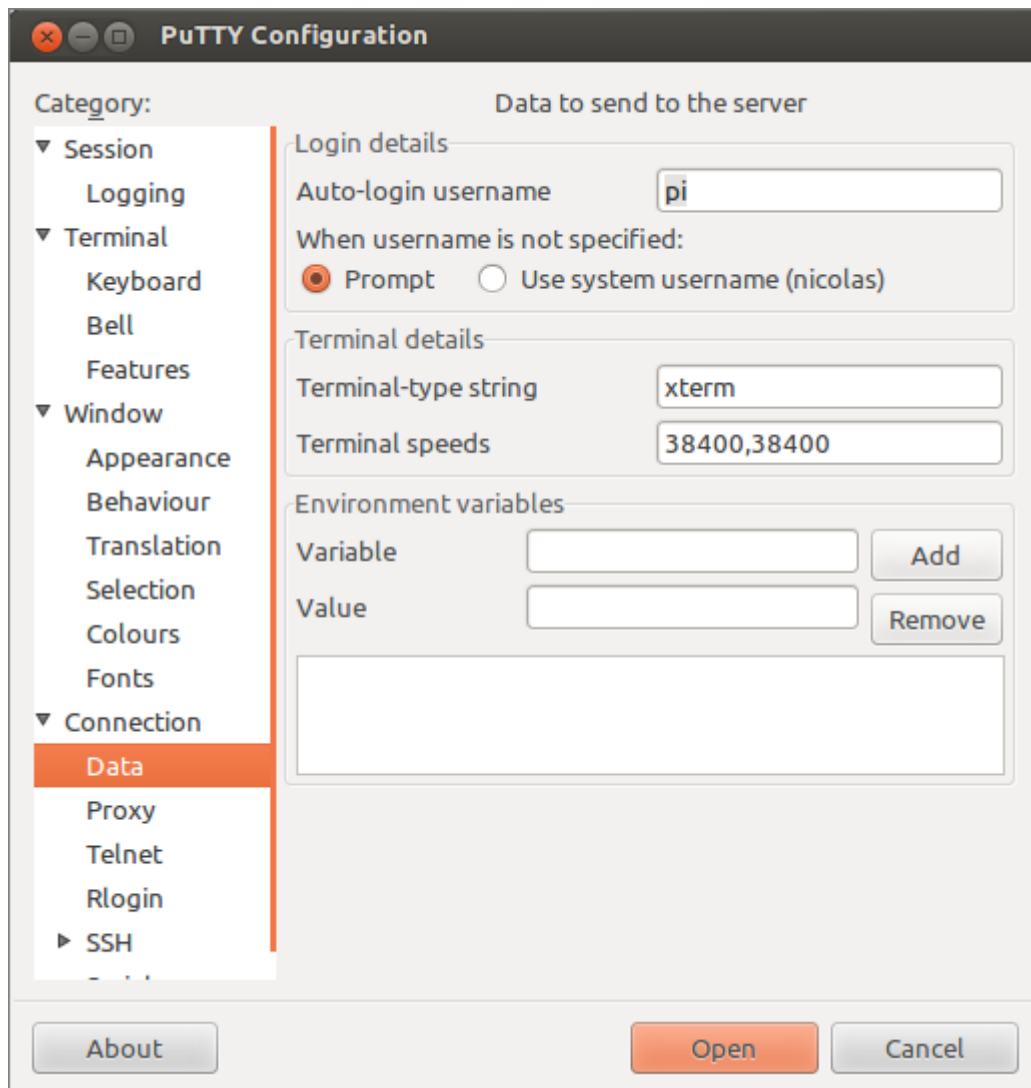 PuTTY Configuration
Category:
Session
Logging
Terminal
Keyboard
Bell
Features
Window
Appearance
Behaviour
Translation
Selection
Colours
Fonts
Connection
Data
Proxy
Telnet
Rlogin
SSH
Data to send to the server
Login details
Auto-login username pi
When username is not specified:
Prompt Use system username (nicolas)
Terminal details
Terminal-type string xterm
Terminal speeds 38400,38400
Environment variables
Variable Add
Value Remove
About Open Cancel